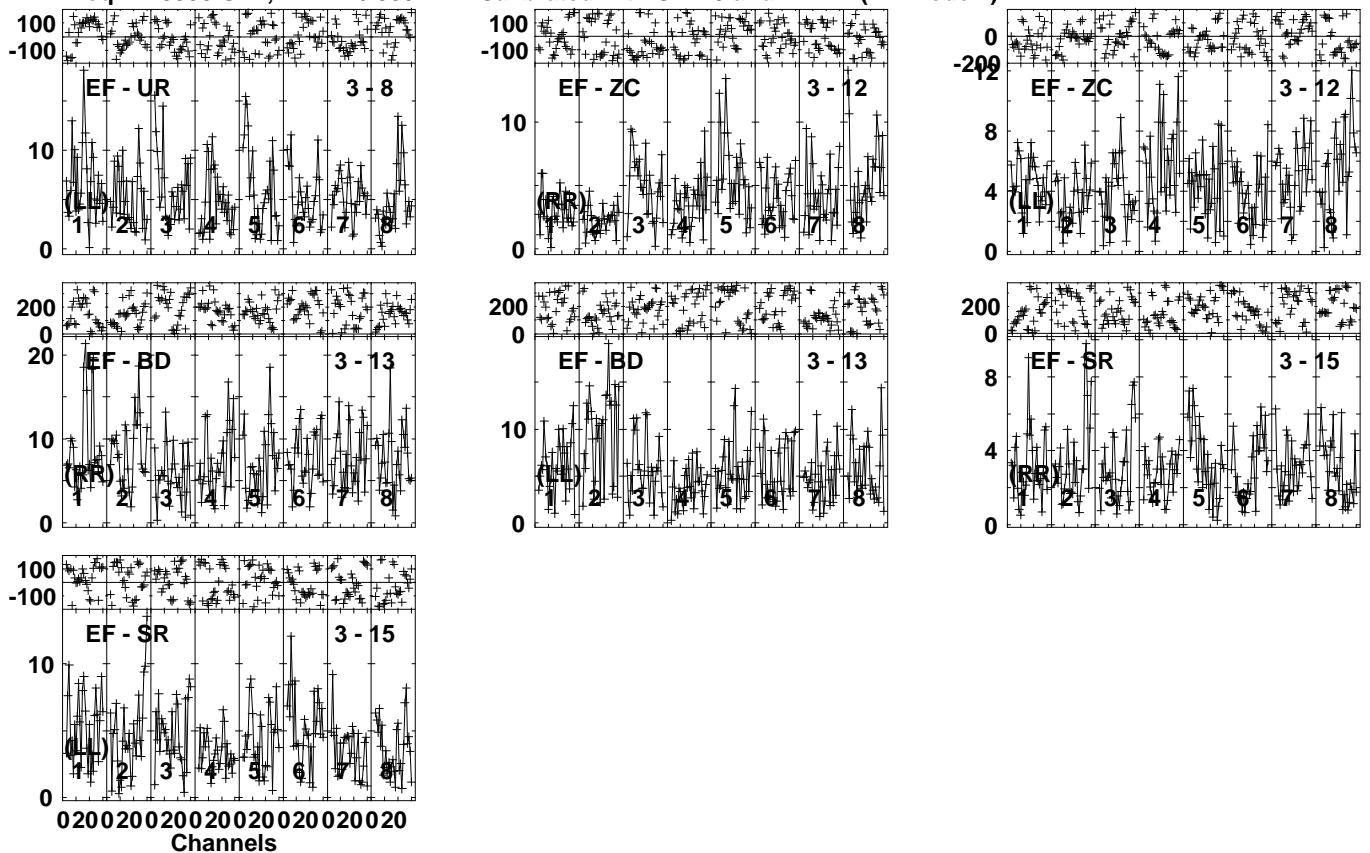 100 100 0
-100 -100 -200
EF - UR 3 - 8 EF - ZC 3 - 12 12 EF - ZC 3 - 12
10 10 8
4
(LL) (RR) (LL)
1 2 3 4 5 6 7 8 1 2 3 4 5 6 7 8 1 2 3 4 5 6 7 8
0 0 0
200 200 200
0 0 0
20 EF - BD 3 - 13 EF - BD 3 - 13 EF - SR 3 - 15
8
10 10 4
(RR) (LL) (RR)
1 2 3 4 5 6 7 8 1 2 3 4 5 6 7 8 1 2 3 4 5 6 7 8
0 0 0
100
-100
EF - SR 3 - 15
10
(LL)
1 2 3 4 5 6 7 8
0
0 20 0 20 0 20 0 20 0 20 0 20 0 20 0 20
Channels